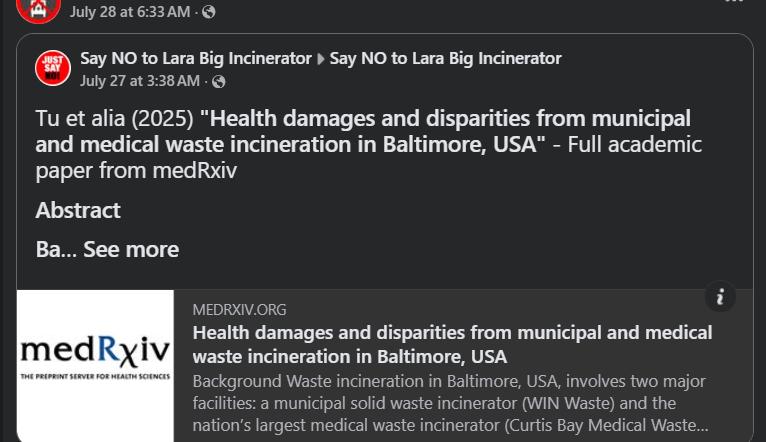 July 28 at 6:33 AM ·
JUST
SAY
NO!
Say NO to Lara Big Incinerator ▸ Say NO to Lara Big Incinerator
July 27 at 3:38 AM ·
Tu et alia (2025) "Health damages and disparities from municipal
and medical waste incineration in Baltimore, USA" - Full academic
paper from medRxiv
Abstract
Ba... See more
medRxiv
THE PREPRINT SERVER FOR HEALTH SCIENCES
MEDRXIV.ORG
Health damages and disparities from municipal and medical
waste incineration in Baltimore, USA
Background Waste incineration in Baltimore, USA, involves two major
facilities: a municipal solid waste incinerator (WIN Waste) and the
nation's largest medical waste incinerator (Curtis Bay Medical Waste...